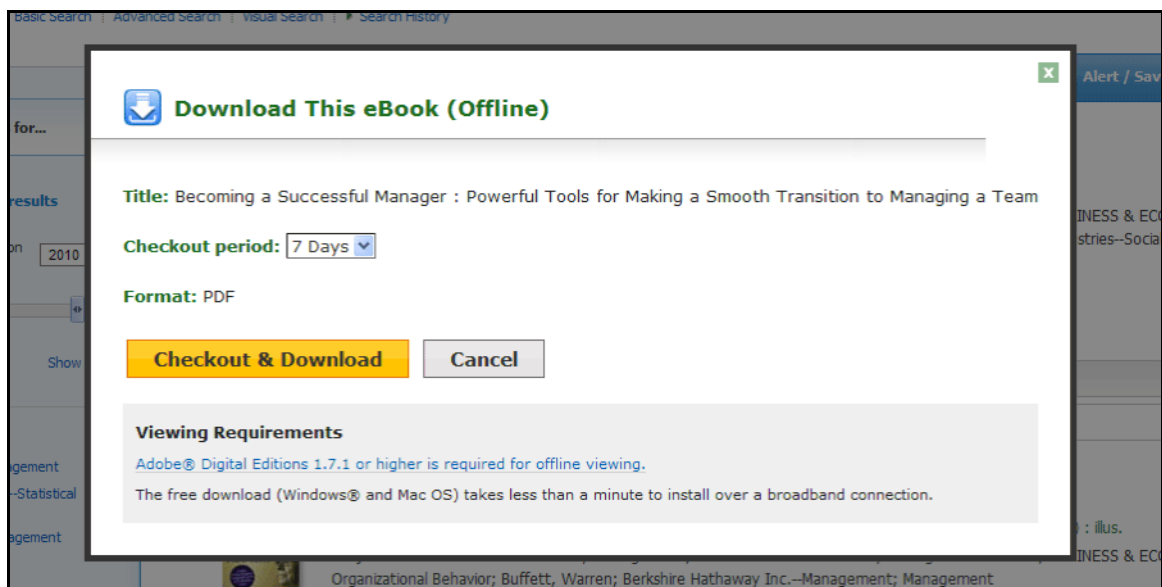 Basic Search | Advanced Search | Visual Search | Search History
Alert / Sav
Download This eBook (Offline)
for...
Title: Becoming a Successful Manager : Powerful Tools for Making a Smooth Transition to Managing a Team
results
INESS & ECO
Checkout period: 7 Days
on 2010
stries--Socia
Format: PDF
Show
Checkout & Download Cancel
Viewing Requirements
Adobe® Digital Editions 1.7.1 or higher is required for offline viewing.
agement
The free download (Windows® and Mac OS) takes less than a minute to install over a broadband connection.
--Statistical
) : illus.
agement
INESS & ECO
Organizational Behavior; Buffett, Warren; Berkshire Hathaway Inc.--Management; Management